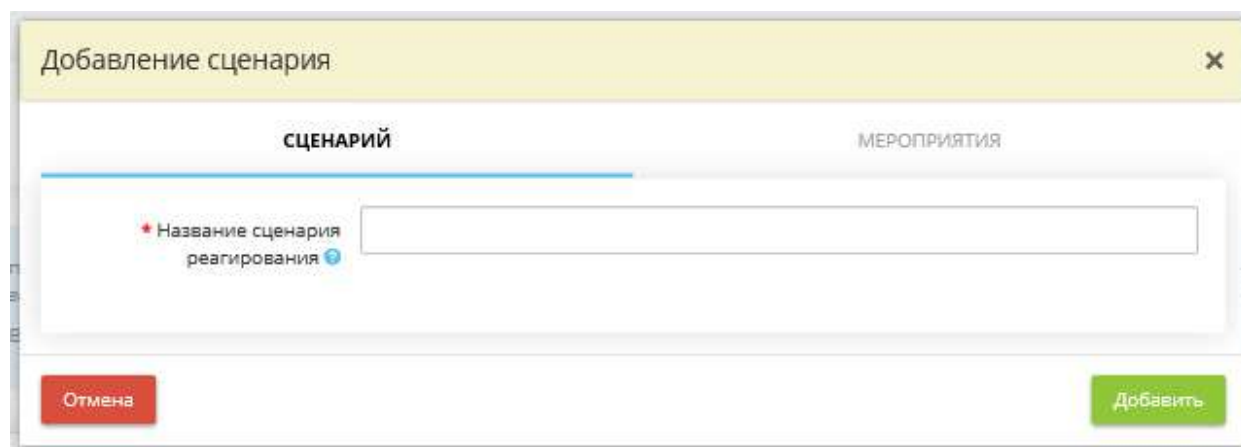 Добавление сценария
СЦЕНАРИЙ
МЕРОПРИЯТИЯ
* Название сценария
реагирования
Отмена
Добавить